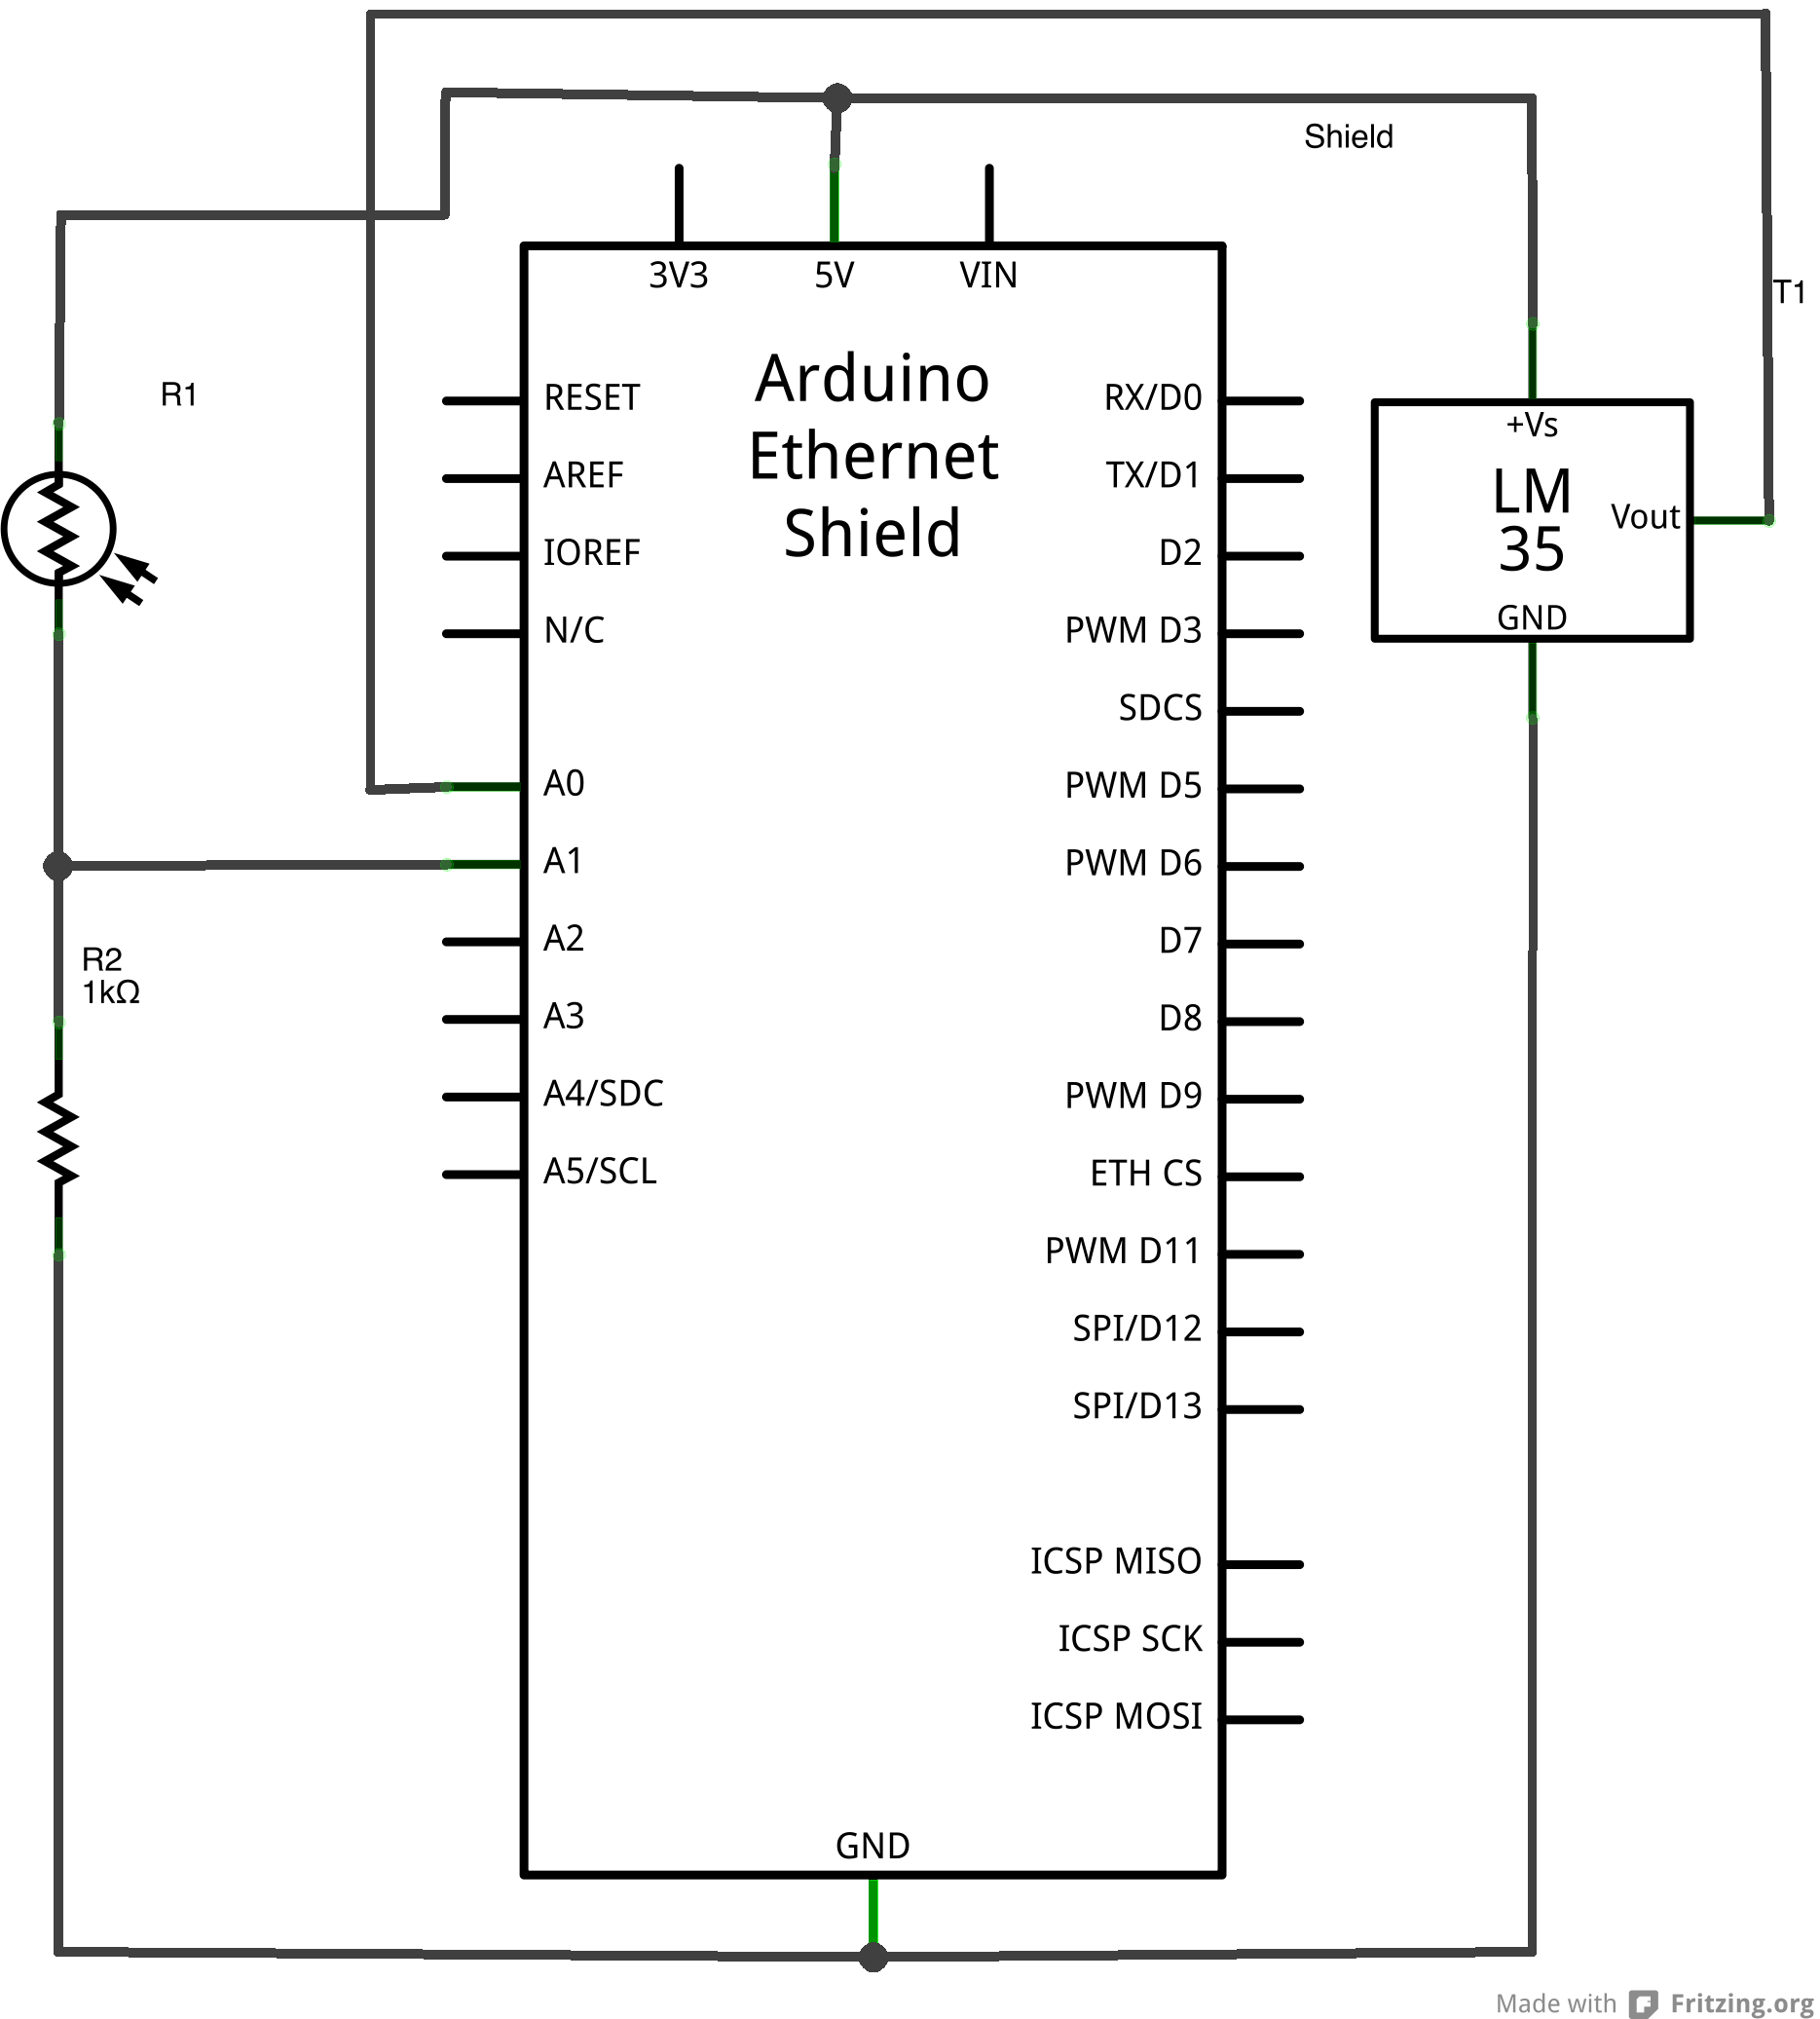 Shield
3V3
5V
VIN
T1
Arduino
Ethernet
Shield
R1
RESET
AREF
IOREF
N/C
A0
A1
A2
A3
A4/SDC
A5/SCL
RX/D0
TX/D1
D2
PWM D3
SDCS
PWM D5
PWM D6
D7
D8
PWM D9
ETH CS
PWM D11
SPI/D12
SPI/D13
ICSP MISO
ICSP SCK
ICSP MOSI
GND
+Vs
LM
35
Vout
GND
R2
1kΩ
Made with Fritzing.org